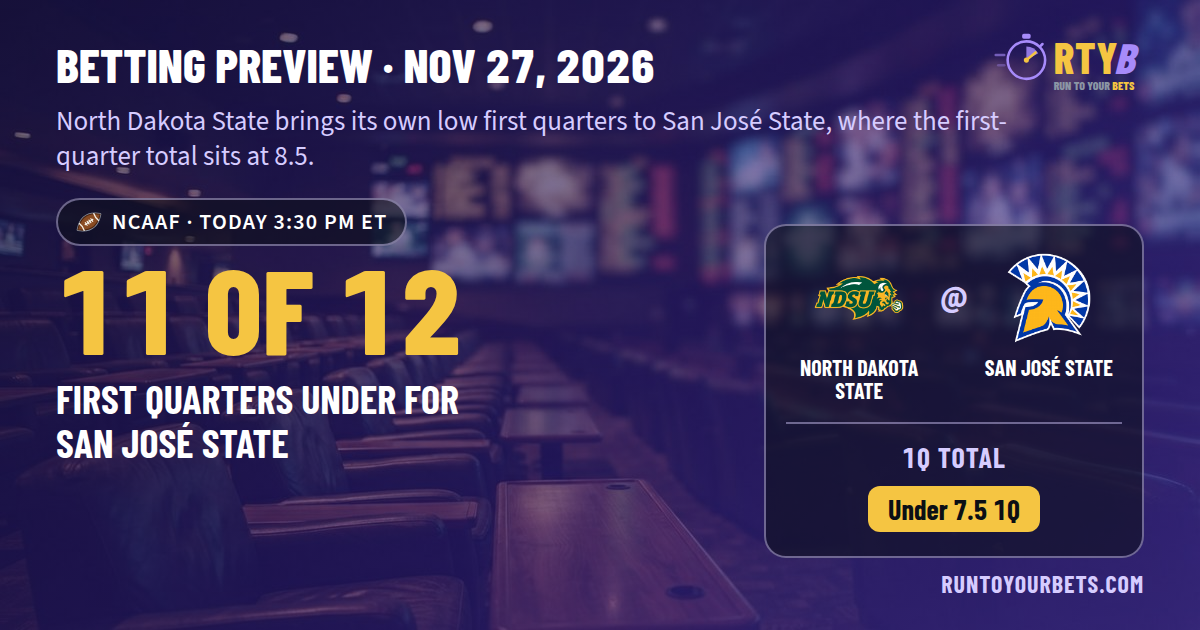 BETTING PREVIEW · NOV 27, 2026
RTYB
RUN TO YOUR BETS
North Dakota State brings its own low first quarters to San José State, where the first-
quarter total sits at 8.5.
NCAAF · TODAY 3:30 PM ET
11 OF 12
FIRST QUARTERS UNDER FOR
SAN JOSÉ STATE
NDSU
@
NORTH DAKOTA
STATE
SAN JOSÉ STATE
1Q TOTAL
Under 7.5 1Q
RUNTOYOURBETS.COM